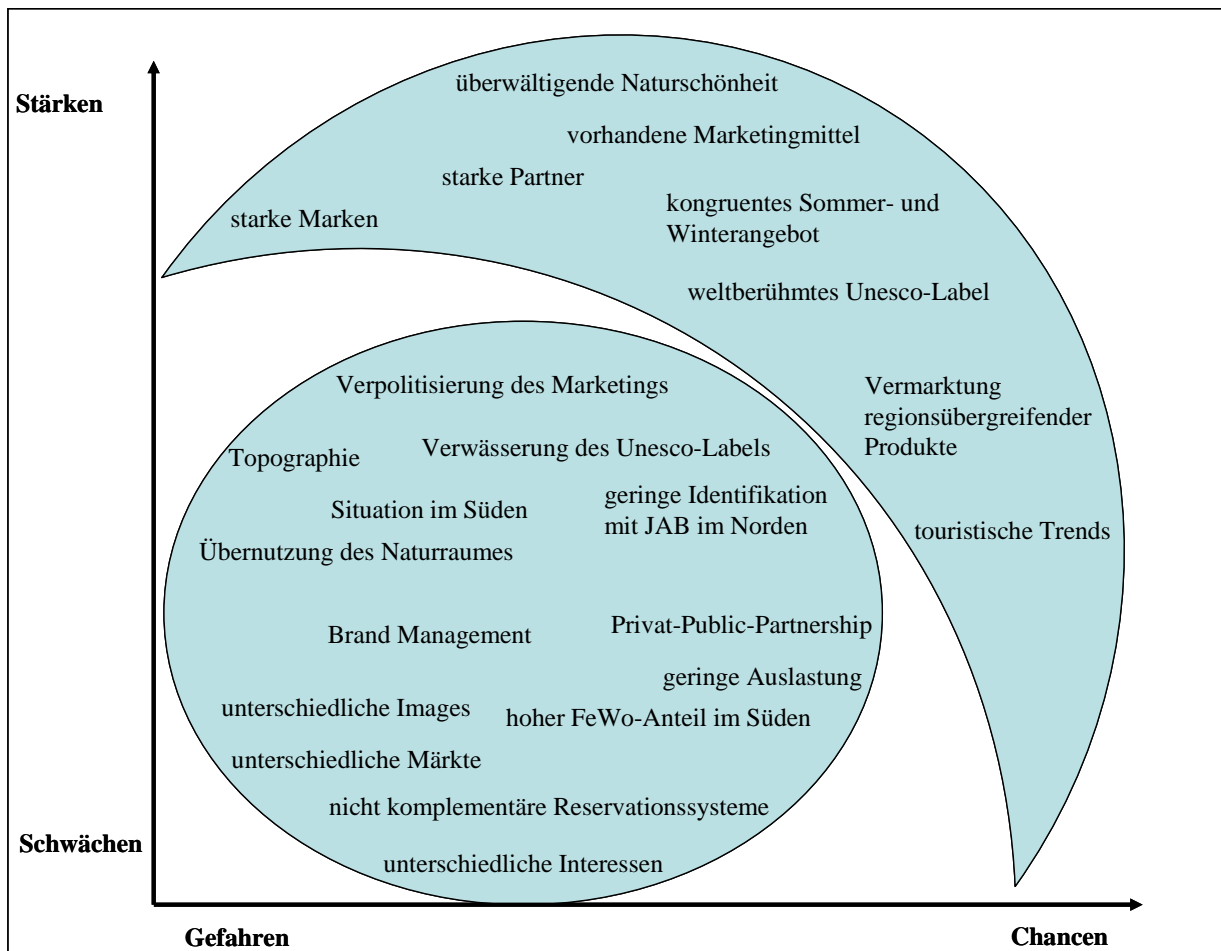 Stärken
überwältigende Naturschönheit
vorhandene Marketingmittel
starke Partner
kongruentes Sommer- und
Winterangebot
starke Marken
weltberühmtes Unesco-Label
Vermarktung
regionsübergreifender
Produkte
touristische Trends
Verpolitisierung des Marketings
Verwässerung des Unesco-Labels
Topographie
geringe Identifikation
mit JAB im Norden
Situation im Süden
Übernutzung des Naturraumes
Brand Management
Privat-Public-Partnership
geringe Auslastung
unterschiedliche Images
hoher FeWo-Anteil im Süden
unterschiedliche Märkte
nicht komplementäre Reservationssysteme
unterschiedliche Interessen
Schwächen
Gefahren
Chancen